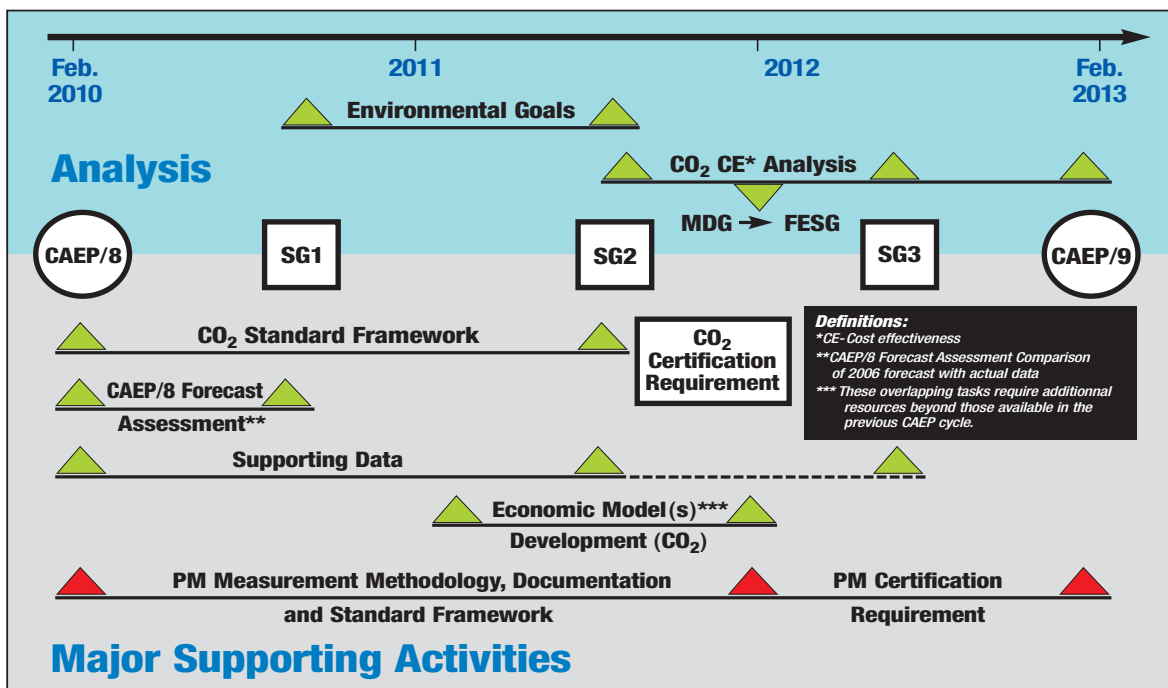 Feb.
2010
2011
2012
Feb.
2013
Environmental Goals
Analysis
CO₂ CE* Analysis
MDG → FESG
CAEP/8
SG1
SG2
SG3
CAEP/9
CO₂ Standard Framework
CO₂
Certification
Requirement
Definitions:
*CE-Cost effectiveness
**CAEP/8 Forecast Assessment Comparison
of 2006 forecast with actual data
*** These overlapping tasks require additionnal
resources beyond those available in the
previous CAEP cycle.
CAEP/8 Forecast
Assessment**
Supporting Data
Economic Model(s)***
Development (CO₂)
PM Measurement Methodology, Documentation
and Standard Framework
PM Certification
Requirement
Major Supporting Activities